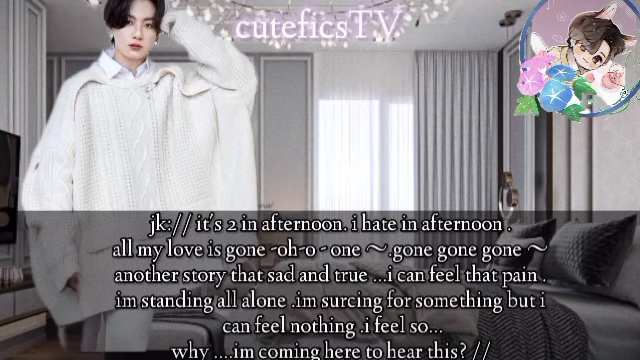 cuteficsTV
jk:// it's 2 in afternoon. i hate in afternoon .
all my love is gone -oh-o - one ~.gone gone gone ~
another story that sad and true ...i can feel that pain .
im standing all alone .im surcing for something but i
can feel nothing .i feel so...
why ....im coming here to hear this? //